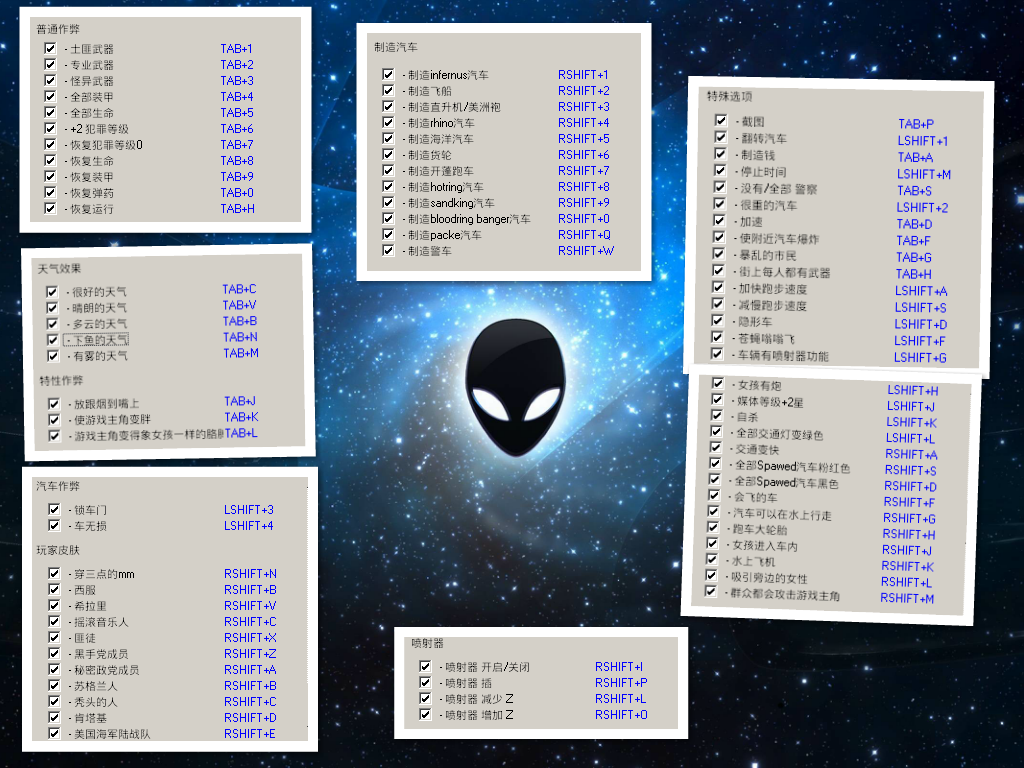 普通作弊
- 土匪武器 TAB+1
- 专业武器 TAB+2
- 怪异武器 TAB+3
- 全部装甲 TAB+4
- 全部生命 TAB+5
- +2 犯罪等级 TAB+6
- 恢复犯罪等级0 TAB+7
- 恢复生命 TAB+8
- 恢复装甲 TAB+9
- 恢复弹药 TAB+0
- 恢复运行 TAB+H
天气效果
- 很好的天气 TAB+C
- 晴朗的天气 TAB+V
- 多云的天气 TAB+B
- 下鱼的天气 TAB+N
- 有雾的天气 TAB+M
特性作弊
- 放跟烟到嘴上 TAB+J
- 使游戏主角变胖 TAB+K
- 游戏主角变得象女孩一样的胳 TAB+L
汽车作弊
- 锁车门 LSHIFT+3
- 车无损 LSHIFT+4
玩家皮肤
- 穿三点的mm RSHIFT+N
- 西服 RSHIFT+B
- 希拉里 RSHIFT+V
- 摇滚音乐人 RSHIFT+C
- 匪徒 RSHIFT+X
- 黑手党成员 RSHIFT+Z
- 秘密政党成员 RSHIFT+A
- 苏格兰人 RSHIFT+B
- 秃头的人 RSHIFT+C
- 肯塔基 RSHIFT+D
- 美国海军陆战队 RSHIFT+E
制造汽车
- 制造infernus汽车 RSHIFT+1
- 制造飞船 RSHIFT+2
- 制造直升机/美洲袍 RSHIFT+3
- 制造rhino汽车 RSHIFT+4
- 制造海洋汽车 RSHIFT+5
- 制造货轮 RSHIFT+6
- 制造开蓬跑车 RSHIFT+7
- 制造hotring汽车 RSHIFT+8
- 制造sandking汽车 RSHIFT+9
- 制造bloodring banger汽车 RSHIFT+0
- 制造packe汽车 RSHIFT+Q
- 制造警车 RSHIFT+W
喷射器
- 喷射器 开启/关闭 RSHIFT+I
- 喷射器 插 RSHIFT+P
- 喷射器 减少 Z RSHIFT+L
- 喷射器 增加 Z RSHIFT+O
特殊选项
- 截图 TAB+P
- 翻转汽车 LSHIFT+1
- 制造钱 TAB+A
- 停止时间 LSHIFT+M
- 没有/全部 警察 TAB+S
- 很重的汽车 LSHIFT+2
- 加速 TAB+D
- 使附近汽车爆炸 TAB+F
- 暴乱的市民 TAB+G
- 街上每人都有武器 TAB+H
- 加快跑步速度 LSHIFT+A
- 减慢跑步速度 LSHIFT+S
- 隐形车 LSHIFT+D
- 苍蝇嗡嗡飞 LSHIFT+F
- 车辆有喷射器功能 LSHIFT+G
- 女孩有炮 LSHIFT+H
- 媒体等级+2星 LSHIFT+J
- 自杀 LSHIFT+K
- 全部交通灯变绿色 LSHIFT+L
- 交通变快 RSHIFT+A
- 全部Spawed汽车粉红色 RSHIFT+S
- 全部Spawed汽车黑色 RSHIFT+D
- 会飞的车 RSHIFT+F
- 汽车可以在水上行走 RSHIFT+G
- 跑车大轮胎 RSHIFT+H
- 女孩进入车内 RSHIFT+J
- 水上飞机 RSHIFT+K
- 吸引旁边的女性 RSHIFT+L
- 群众都会攻击游戏主角 RSHIFT+M